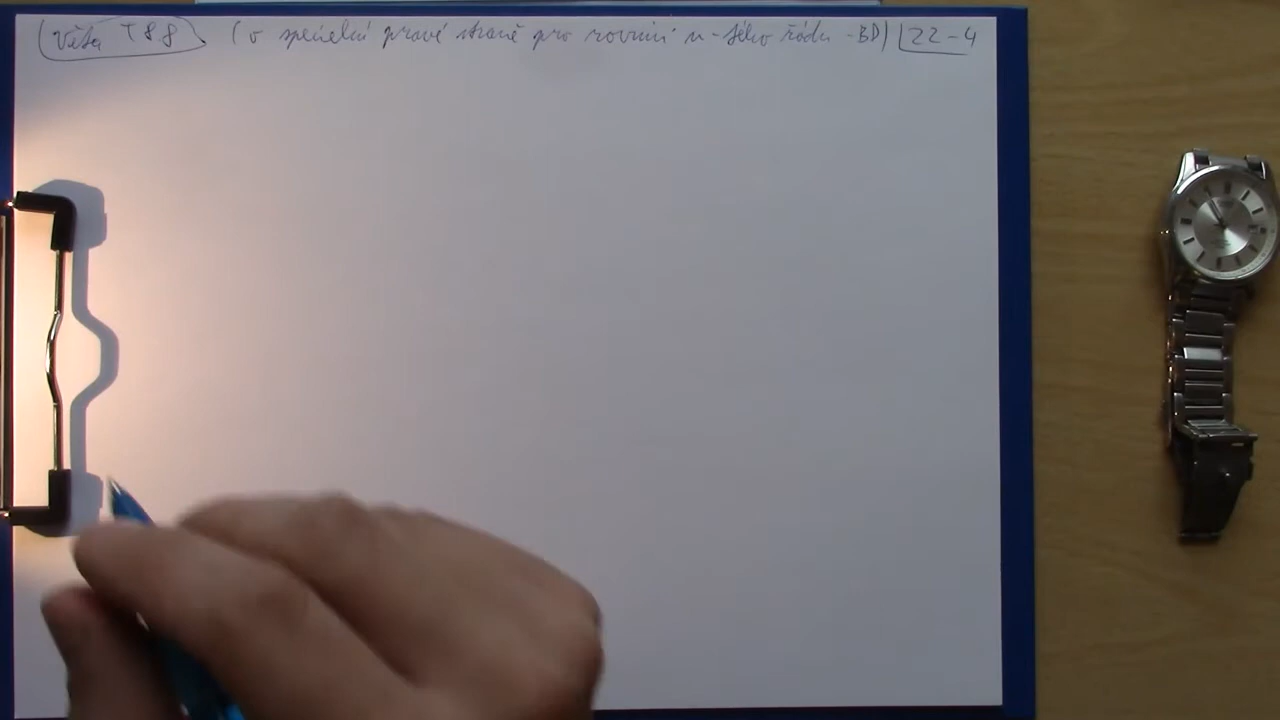 Věta T88 (o speciální pravé straně pro rovnici n-tého řádu -BD) 22-4